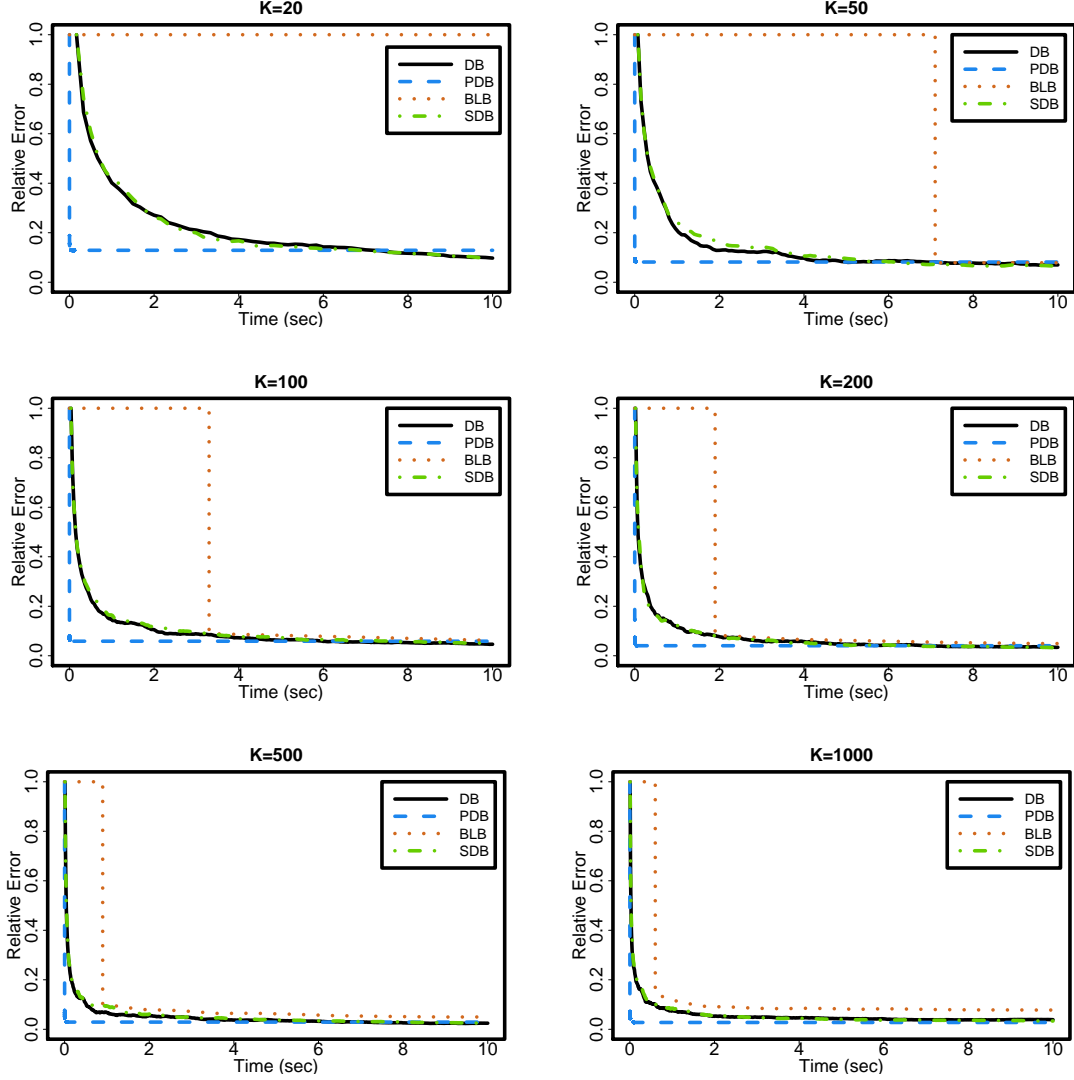 K=20
Relative Error
1.0
0.8
0.6
0.4
0.2
0.0
DB
PDB
BLB
SDB
0 2 4 6 8 10
Time (sec)
K=50
Relative Error
1.0
0.8
0.6
0.4
0.2
0.0
DB
PDB
BLB
SDB
0 2 4 6 8 10
Time (sec)
K=100
Relative Error
1.0
0.8
0.6
0.4
0.2
0.0
DB
PDB
BLB
SDB
0 2 4 6 8 10
Time (sec)
K=200
Relative Error
1.0
0.8
0.6
0.4
0.2
0.0
DB
PDB
BLB
SDB
0 2 4 6 8 10
Time (sec)
K=500
Relative Error
1.0
0.8
0.6
0.4
0.2
0.0
DB
PDB
BLB
SDB
0 2 4 6 8 10
Time (sec)
K=1000
Relative Error
1.0
0.8
0.6
0.4
0.2
0.0
DB
PDB
BLB
SDB
0 2 4 6 8 10
Time (sec)